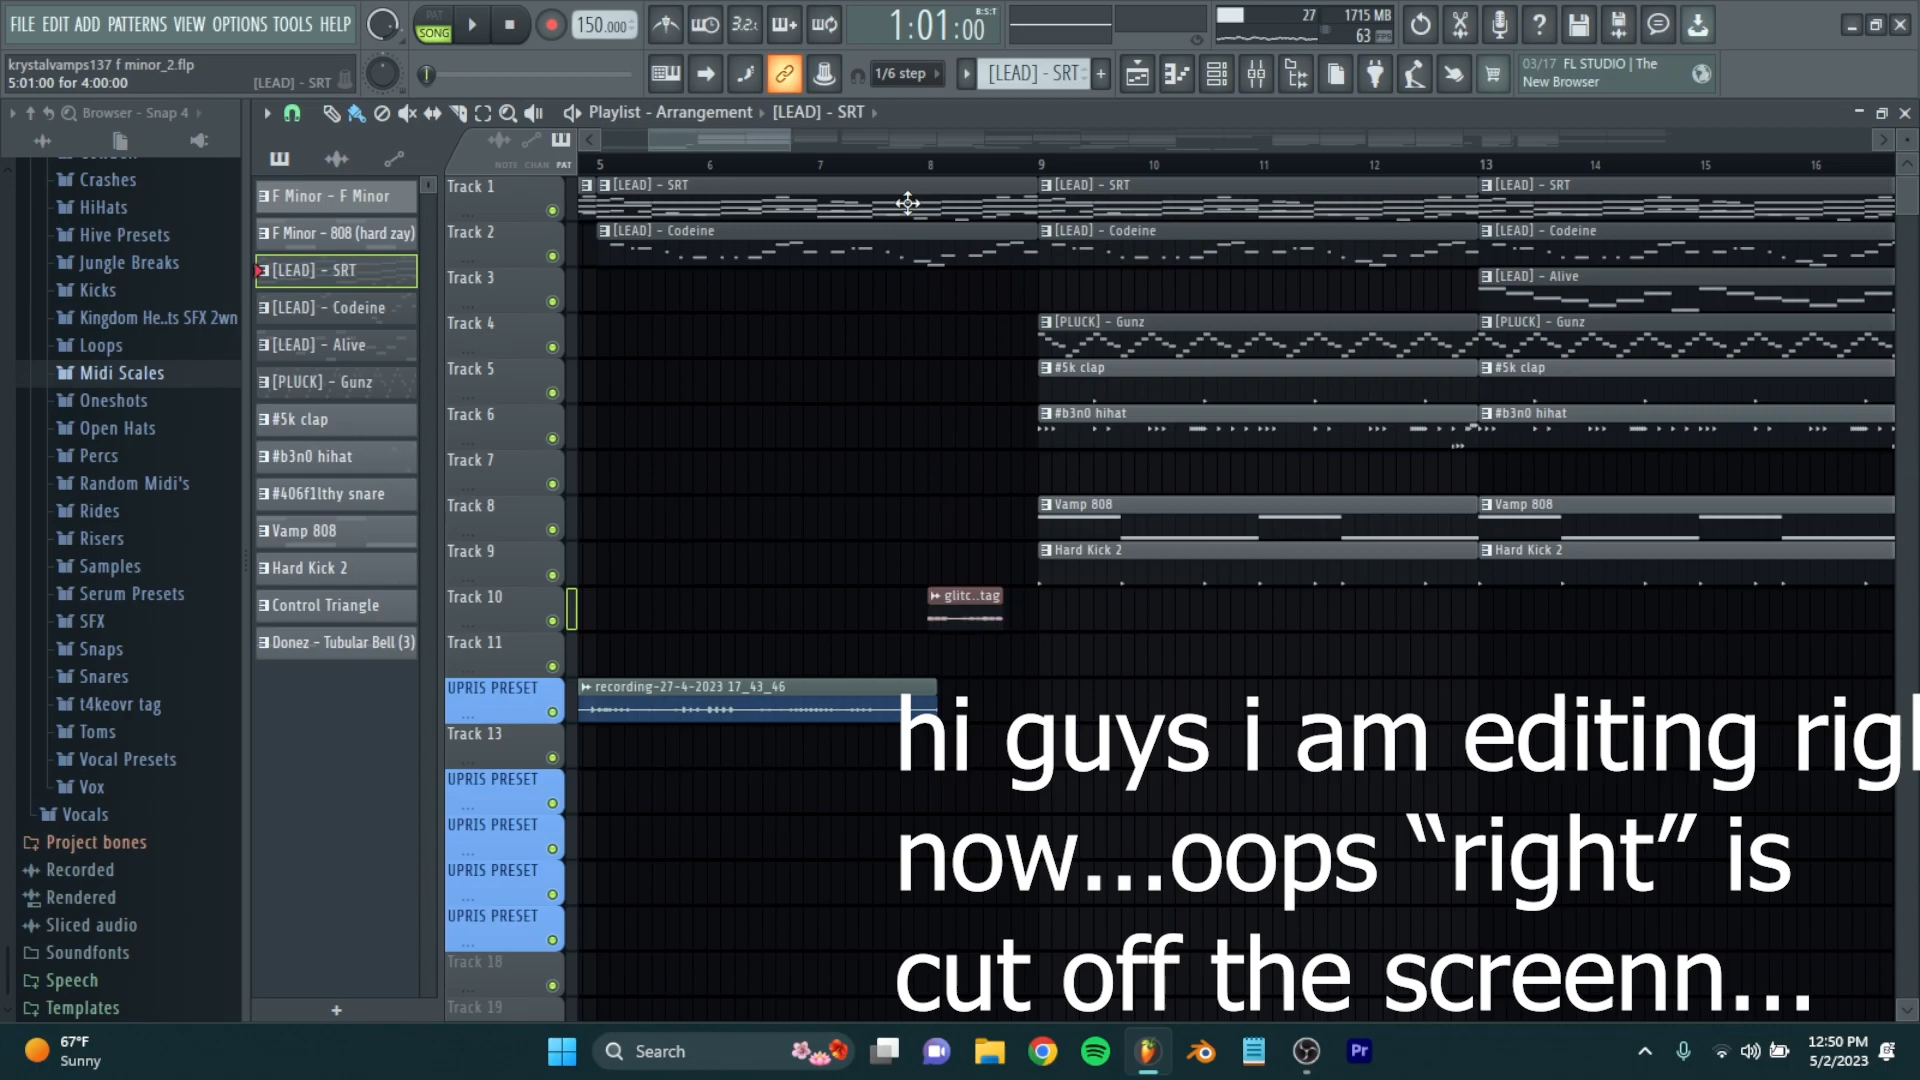 FILE EDIT ADD PATTERNS VIEW OPTIONS TOOLS HELP
PAT
SONG
150.000
3.2.1
1:01:00
B:S:T
27
1715 MB
63
krystalvamps137 f minor_2.flp
5:01:00 for 4:00:00
[LEAD] - SRT
1/6 step
[LEAD] - SRT
03/17 FL STUDIO | The
New Browser
Browser - Snap 4
Playlist - Arrangement
[LEAD] - SRT
NOTE CHAN PAT
5 6 7 8 9 10 11 12 13 14 15 16
Crashes
HiHats
Hive Presets
Jungle Breaks
Kicks
Kingdom He..ts SFX 2wn
Loops
Midi Scales
Oneshots
Open Hats
Percs
Random Midi's
Rides
Risers
Samples
Serum Presets
SFX
Snaps
Snares
t4keovr tag
Toms
Vocal Presets
Vox
Vocals
Project bones
Recorded
Rendered
Sliced audio
Soundfonts
Speech
Templates
F Minor - F Minor
F Minor - 808 (hard zay)
[LEAD] - SRT
[LEAD] - Codeine
[LEAD] - Alive
[PLUCK] - Gunz
#5k clap
#b3n0 hihat
#406f1lthy snare
Vamp 808
Hard Kick 2
Control Triangle
Donez - Tubular Bell (3)
Track 1
[LEAD] - SRT
[LEAD] - SRT
[LEAD] - SRT
Track 2
[LEAD] - Codeine
[LEAD] - Codeine
[LEAD] - Codeine
Track 3
[LEAD] - Alive
Track 4
[PLUCK] - Gunz
[PLUCK] - Gunz
Track 5
#5k clap
#5k clap
Track 6
#b3n0 hihat
#b3n0 hihat
Track 7
Track 8
Vamp 808
Vamp 808
Track 9
Hard Kick 2
Hard Kick 2
Track 10
glitc..tag
Track 11
UPRIS PRESET
recording-27-4-2023 17_43_46
Track 13
UPRIS PRESET
UPRIS PRESET
UPRIS PRESET
UPRIS PRESET
Track 18
Track 19
hi guys i am editing righ
now...oops “right” is
cut off the screenn...
67°F
Sunny
Search
Pr
12:50 PM
5/2/2023